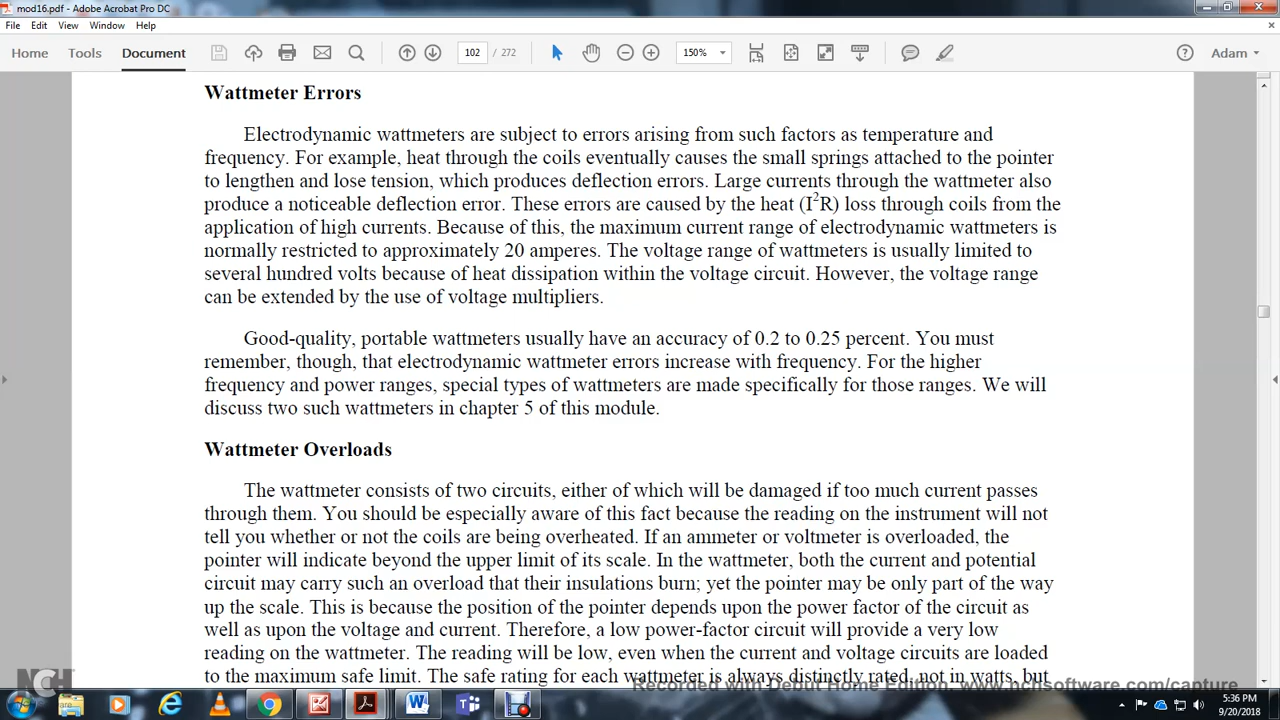 mod16.pdf - Adobe Acrobat Pro DC
File Edit View Window Help
Home Tools Document 102 / 272 150% Adam
Wattmeter Errors
Electrodynamic wattmeters are subject to errors arising from such factors as temperature and
frequency. For example, heat through the coils eventually causes the small springs attached to the pointer
to lengthen and lose tension, which produces deflection errors. Large currents through the wattmeter also
produce a noticeable deflection error. These errors are caused by the heat (I²R) loss through coils from the
application of high currents. Because of this, the maximum current range of electrodynamic wattmeters is
normally restricted to approximately 20 amperes. The voltage range of wattmeters is usually limited to
several hundred volts because of heat dissipation within the voltage circuit. However, the voltage range
can be extended by the use of voltage multipliers.
Good-quality, portable wattmeters usually have an accuracy of 0.2 to 0.25 percent. You must
remember, though, that electrodynamic wattmeter errors increase with frequency. For the higher
frequency and power ranges, special types of wattmeters are made specifically for those ranges. We will
discuss two such wattmeters in chapter 5 of this module.
Wattmeter Overloads
The wattmeter consists of two circuits, either of which will be damaged if too much current passes
through them. You should be especially aware of this fact because the reading on the instrument will not
tell you whether or not the coils are being overheated. If an ammeter or voltmeter is overloaded, the
pointer will indicate beyond the upper limit of its scale. In the wattmeter, both the current and potential
circuit may carry such an overload that their insulations burn; yet the pointer may be only part of the way
up the scale. This is because the position of the pointer depends upon the power factor of the circuit as
well as upon the voltage and current. Therefore, a low power-factor circuit will provide a very low
reading on the wattmeter. The reading will be low, even when the current and voltage circuits are loaded
to the maximum safe limit. The safe rating for each wattmeter is always distinctly rated, not in watts, but
Recorded with Debut Home Edition. www.nchsoftware.com/capture
NCH
5:36 PM
9/20/2018